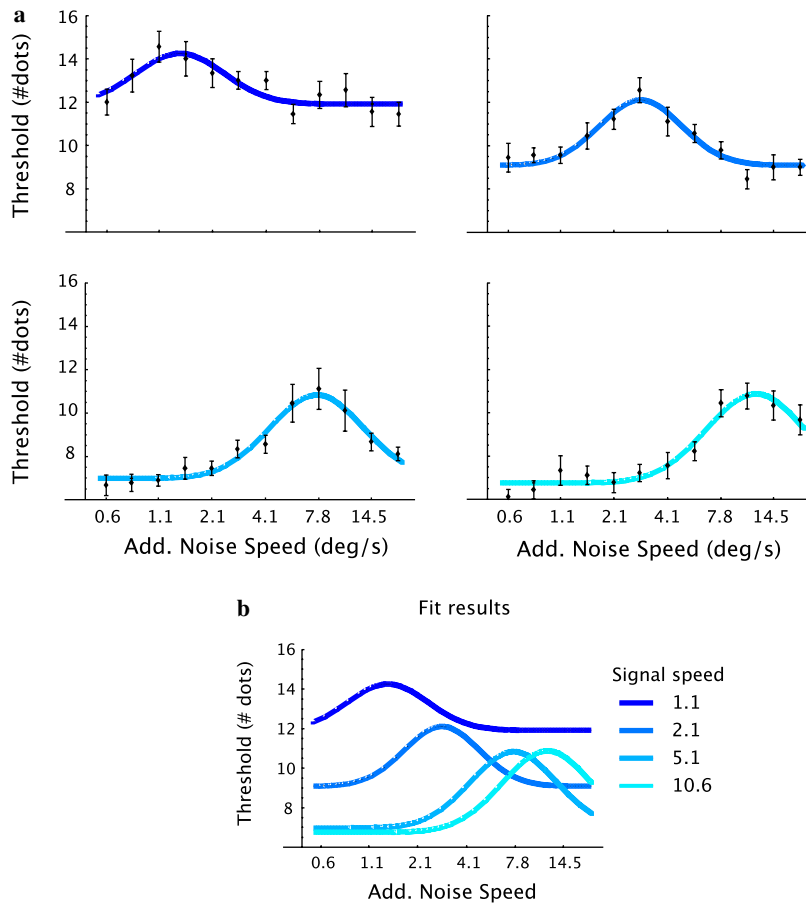 a
16
14
12
10
8
Threshold (#dots)
16
14
12
10
8
Threshold (#dots)
0.6 1.1 2.1 4.1 7.8 14.5
Add. Noise Speed (deg/s)
0.6 1.1 2.1 4.1 7.8 14.5
Add. Noise Speed (deg/s)
b
Fit results
16
14
12
10
8
Threshold (# dots)
0.6 1.1 2.1 4.1 7.8 14.5
Add. Noise Speed
Signal speed
1.1
2.1
5.1
10.6